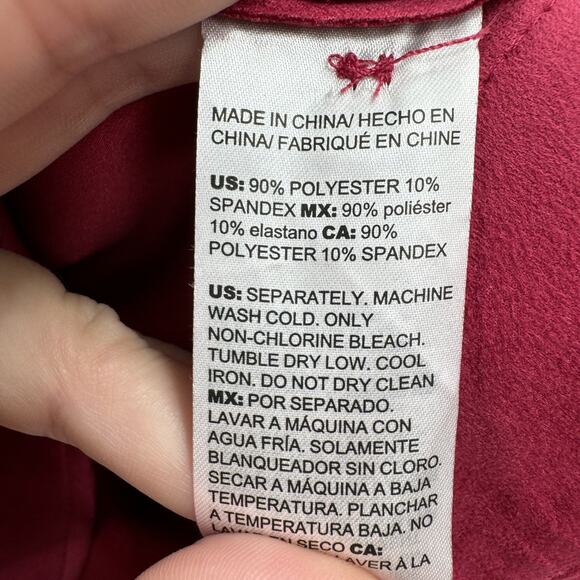 MADE IN CHINA/ HECHO EN
CHINA/ FABRIQUÉ EN CHINE
US: 90% POLYESTER 10%
SPANDEX MX: 90% poliéster
10% elastano CA: 90%
POLYESTER 10% SPANDEX
US: SEPARATELY. MACHINE
WASH COLD. ONLY
NON-CHLORINE BLEACH.
TUMBLE DRY LOW. COOL
IRON. DO NOT DRY CLEAN
MX: POR SEPARADO.
LAVAR A MÁQUINA CON
AGUA FRÍA. SOLAMENTE
BLANQUEADOR SIN CLORO.
SECAR A MÁQUINA A BAJA
TEMPERATURA. PLANCHAR
A TEMPERATURA BAJA. NO
LAVAR EN SECO CA:
LAVER À LA